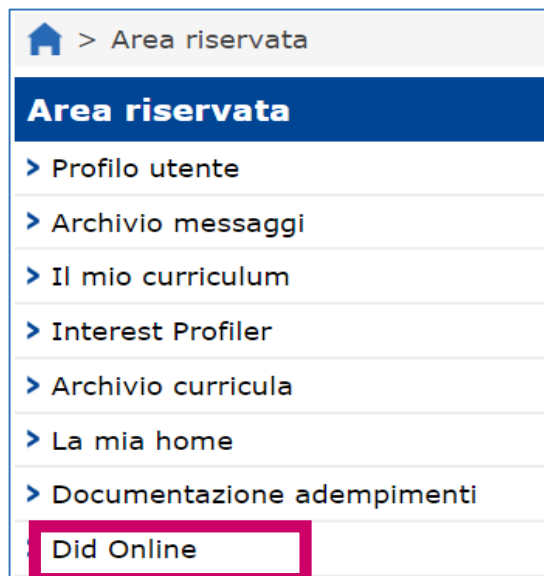 > Area riservata
Area riservata
> Profilo utente
> Archivio messaggi
> Il mio curriculum
> Interest Profiler
> Archivio curricula
> La mia home
> Documentazione adempimenti
Did Online